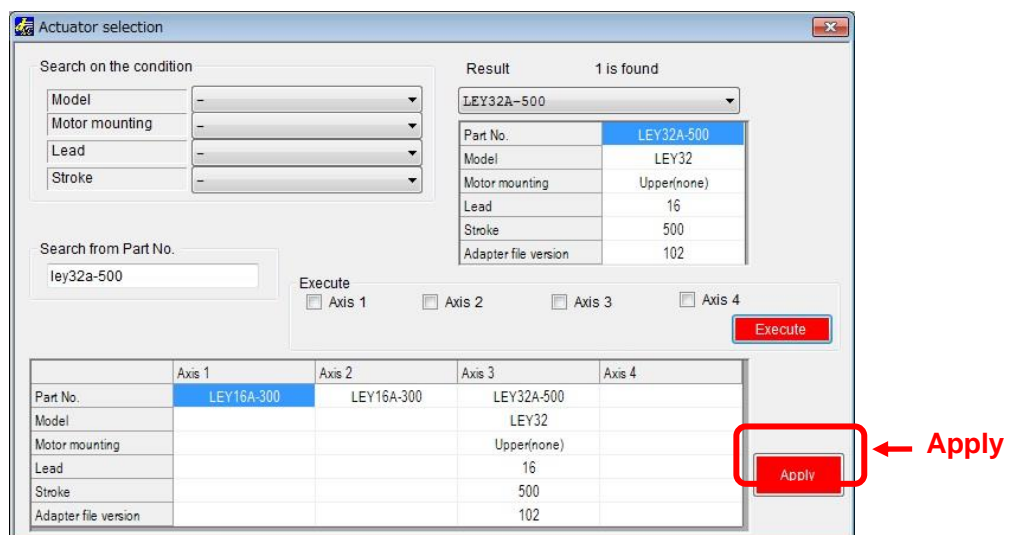 Actuator selection
Search on the condition
Model -
Motor mounting -
Lead -
Stroke -
Result 1 is found
LEY32A-500
Part No. LEY32A-500
Model LEY32
Motor mounting Upper(none)
Lead 16
Stroke 500
Adapter file version 102
Search from Part No.
ley32a-500
Execute
Axis 1 Axis 2 Axis 3 Axis 4
Execute
Axis 1 Axis 2 Axis 3 Axis 4
Part No. LEY16A-300 LEY16A-300 LEY32A-500
Model LEY32
Motor mounting Upper(none)
Lead 16
Stroke 500
Adapter file version 102
Apply
Apply